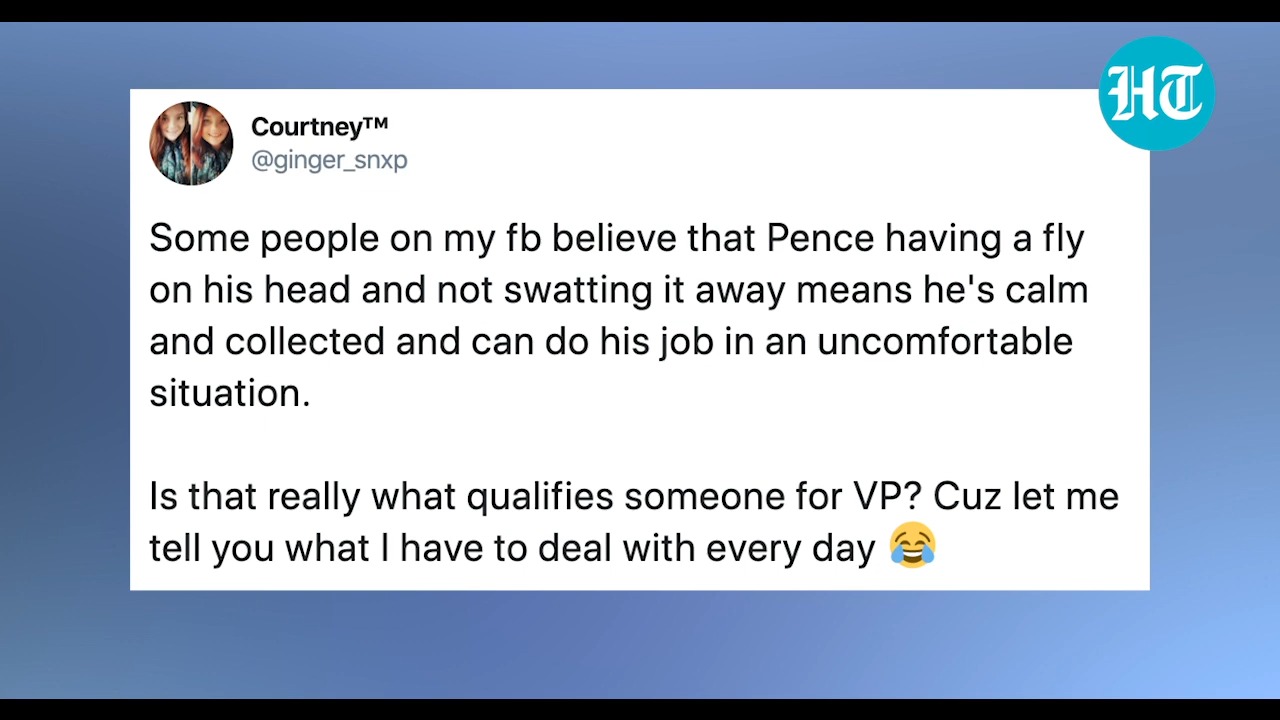 HT
Courtney™
@ginger_snxp
Some people on my fb believe that Pence having a fly
on his head and not swatting it away means he's calm
and collected and can do his job in an uncomfortable
situation.
Is that really what qualifies someone for VP? Cuz let me
tell you what I have to deal with every day 😂